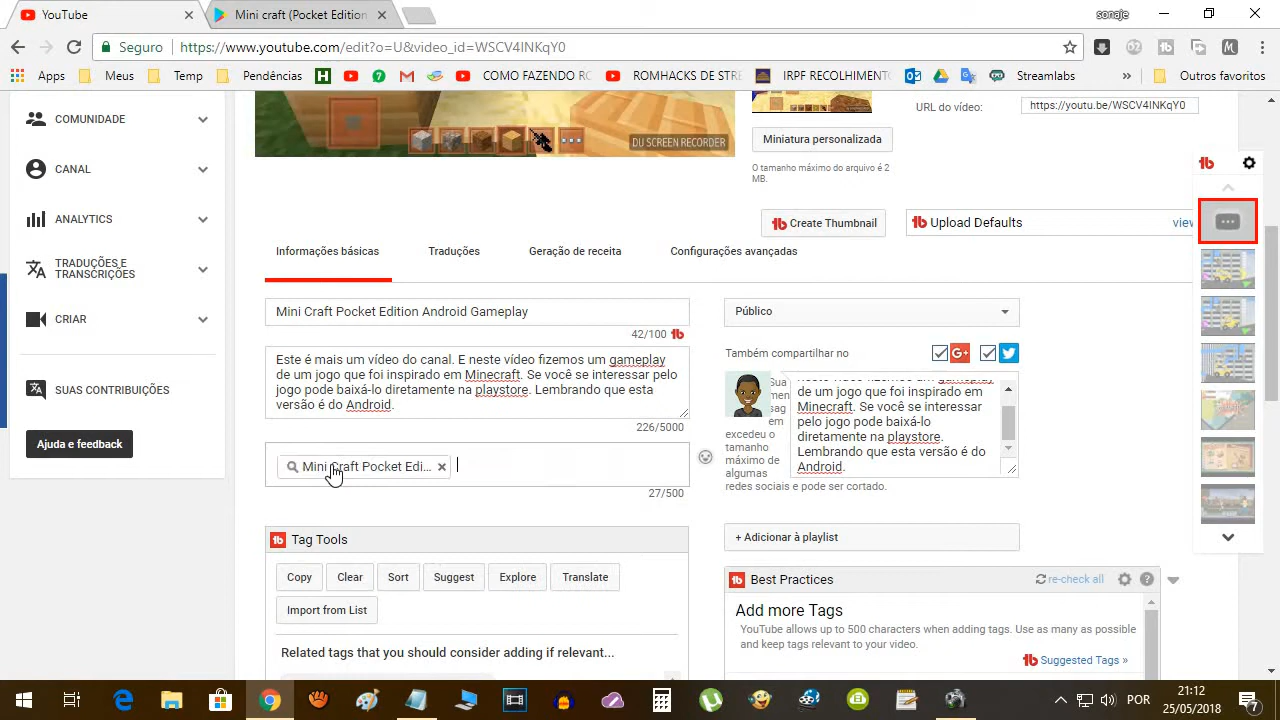 YouTube
Mini craft (Pocket Edition
sonaje
Seguro
https://www.youtube.com/edit?o=U&video_id=WSCV4INKqY0
Apps
Meus
Temp
Pendências
COMO FAZENDO RO
ROMHACKS DE STRE
IRPF RECOLHIMENTO
Streamlabs
Outros favoritos
COMUNIDADE
CANAL
ANALYTICS
TRADUÇÕES E
TRANSCRIÇÕES
CRIAR
SUAS CONTRIBUIÇÕES
Ajuda e feedback
DU SCREEN RECORDER
URL do vídeo:
https://youtu.be/WSCV4INKqY0
Miniatura personalizada
O tamanho máximo do arquivo é 2
MB.
Create Thumbnail
Upload Defaults
view
Informações básicas
Traduções
Geração de receita
Configurações avançadas
Mini Craft Pocket Edition Android Gameplay
42/100
Este é mais um vídeo do canal. E neste vídeo firemos um gameplay
de um jogo que foi inspirado em Minecraft. Se você se interessar pelo
jogo pode baixá-lo diretamente na playstore. Lembrando que esta
versão é do Android.
226/5000
Mini Craft Pocket Edi...
27/500
Público
Também compartilhar no
Sua
mensag
em
excedeu o
tamanho
máximo de
algumas
redes sociais e pode ser cortado.
de um jogo que foi inspirado em
Minecraft. Se você se interessar
pelo jogo pode baixá-lo
diretamente na playstore.
Lembrando que esta versão é do
Android.
+ Adicionar à playlist
Tag Tools
Copy
Clear
Sort
Suggest
Explore
Translate
Import from List
Related tags that you should consider adding if relevant...
Best Practices
re-check all
Add more Tags
YouTube allows up to 500 characters when adding tags. Use as many as possible
and keep tags relevant to your video.
Suggested Tags »
POR
21:12
25/05/2018
7